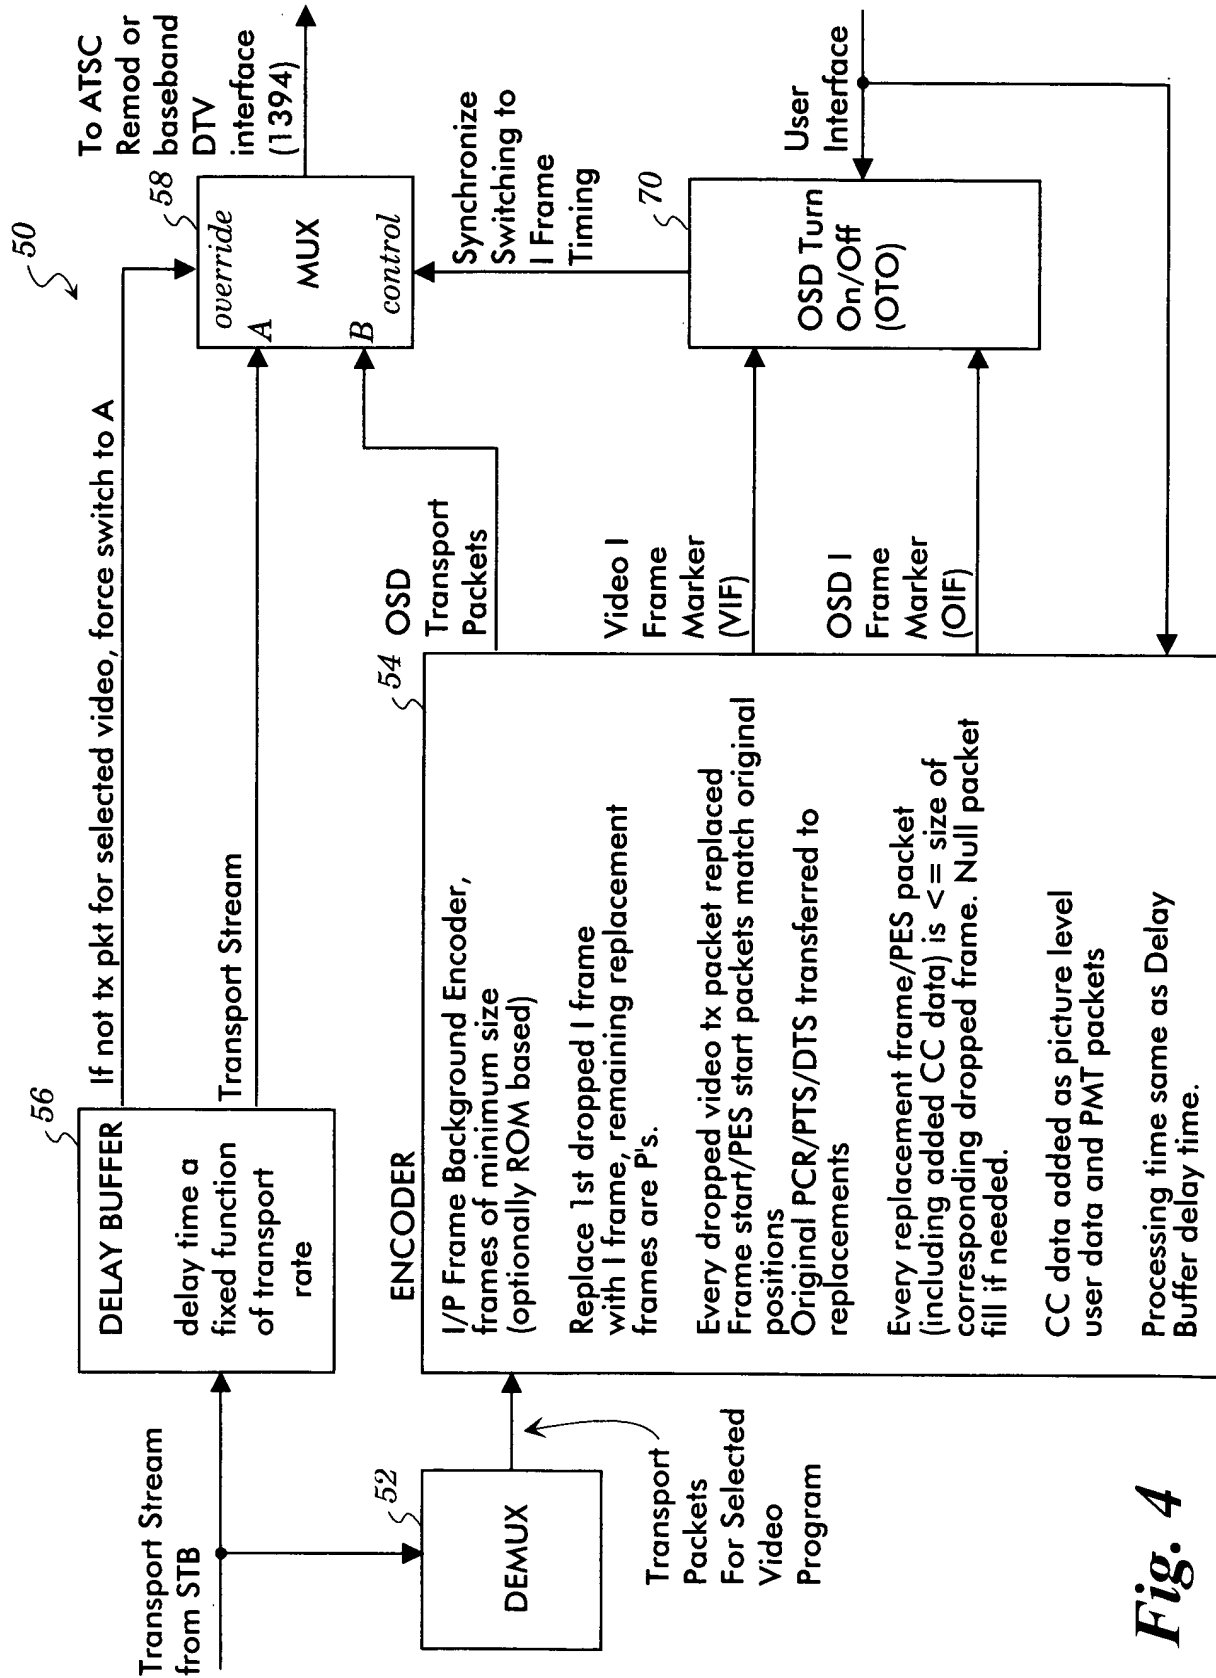 50
To ATSC
Remod or
baseband
DTV
interface
(1394)
If not tx pkt for selected video, force switch to A
56
DELAY BUFFER
delay time a
fixed function
of transport
rate
Transport Stream
58
override
A
MUX
B
control
Transport Stream
from STB
52
DEMUX
Transport
Packets
For Selected
Video
Program
OSD
Transport
Packets
Synchronize
Switching to
I Frame
Timing
54
ENCODER
I/P Frame Background Encoder,
frames of minimum size
(optionally ROM based)
Replace 1st dropped I frame
with I frame, remaining replacement
frames are P's.
Every dropped video tx packet replaced
Frame start/PES start packets match original
positions
Original PCR/PTS/DTS transferred to
replacements
Every replacement frame/PES packet
(including added CC data) is <= size of
corresponding dropped frame. Null packet
fill if needed.
CC data added as picture level
user data and PMT packets
Processing time same as Delay
Buffer delay time.
Video I
Frame
Marker
(VIF)
OSD I
Frame
Marker
(OIF)
70
OSD Turn
On/Off
(OTO)
User
Interface
Fig. 4